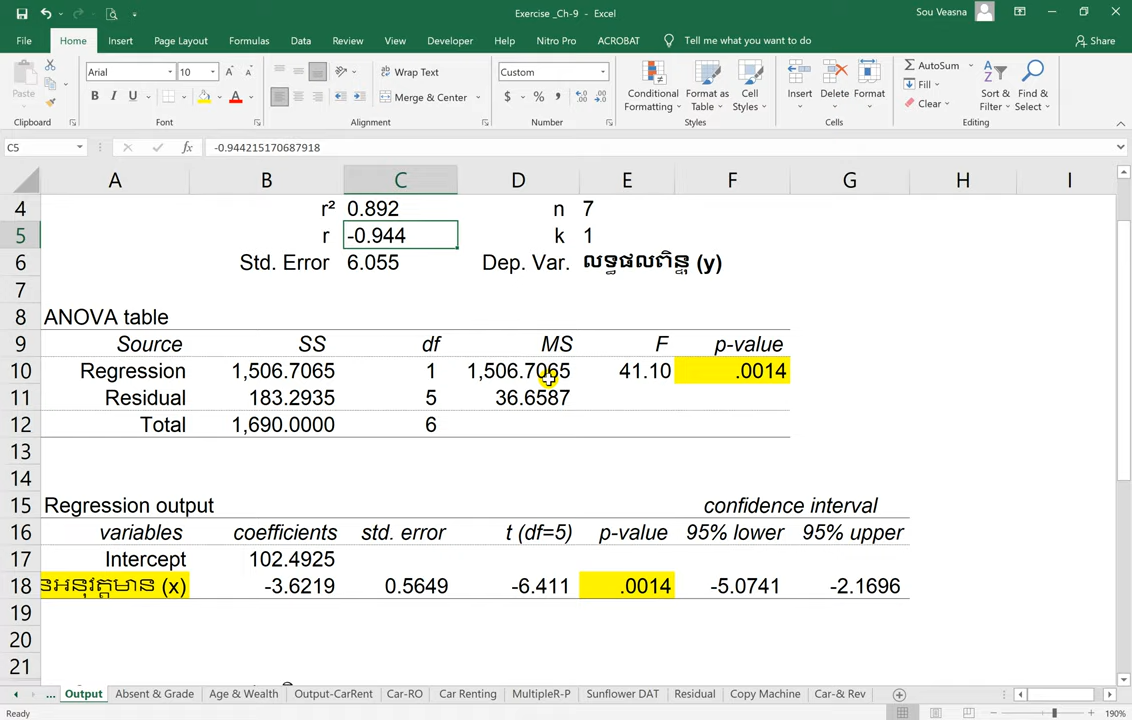 Exercise _Ch-9 - Excel
Sou Veasna
File Home Insert Page Layout Formulas Data Review View Developer Help Nitro Pro ACROBAT Tell me what you want to do Share
Paste
Arial 10
Wrap Text
Custom
Merge & Center
Conditional Formatting Format as Table Cell Styles
Insert Delete Format
AutoSum
Fill
Clear
Sort & Filter Find & Select
Clipboard Font Alignment Number Styles Cells Editing
C5 fx -0.944215170687918
A B C D E F G H I
4 r² 0.892 n 7
5 r -0.944 k 1
6 Std. Error 6.055 Dep. Var. លទ្ធផលពិន្ទុ (y)
7
8 ANOVA table
9 Source SS df MS F p-value
10 Regression 1,506.7065 1 1,506.7065 41.10 .0014
11 Residual 183.2935 5 36.6587
12 Total 1,690.0000 6
13
14
15 Regression output confidence interval
16 variables coefficients std. error t (df=5) p-value 95% lower 95% upper
17 Intercept 102.4925
18 នអនុវត្តមាន (x) -3.6219 0.5649 -6.411 .0014 -5.0741 -2.1696
19
20
21
... Output Absent & Grade Age & Wealth Output-CarRent Car-RO Car Renting MultipleR-P Sunflower DAT Residual Copy Machine Car-& Rev
Ready 190%